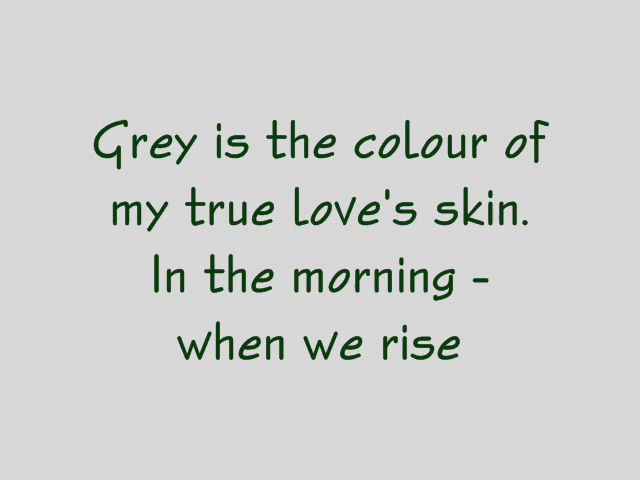 Grey is the colour of
my true love's skin.
In the morning -
when we rise